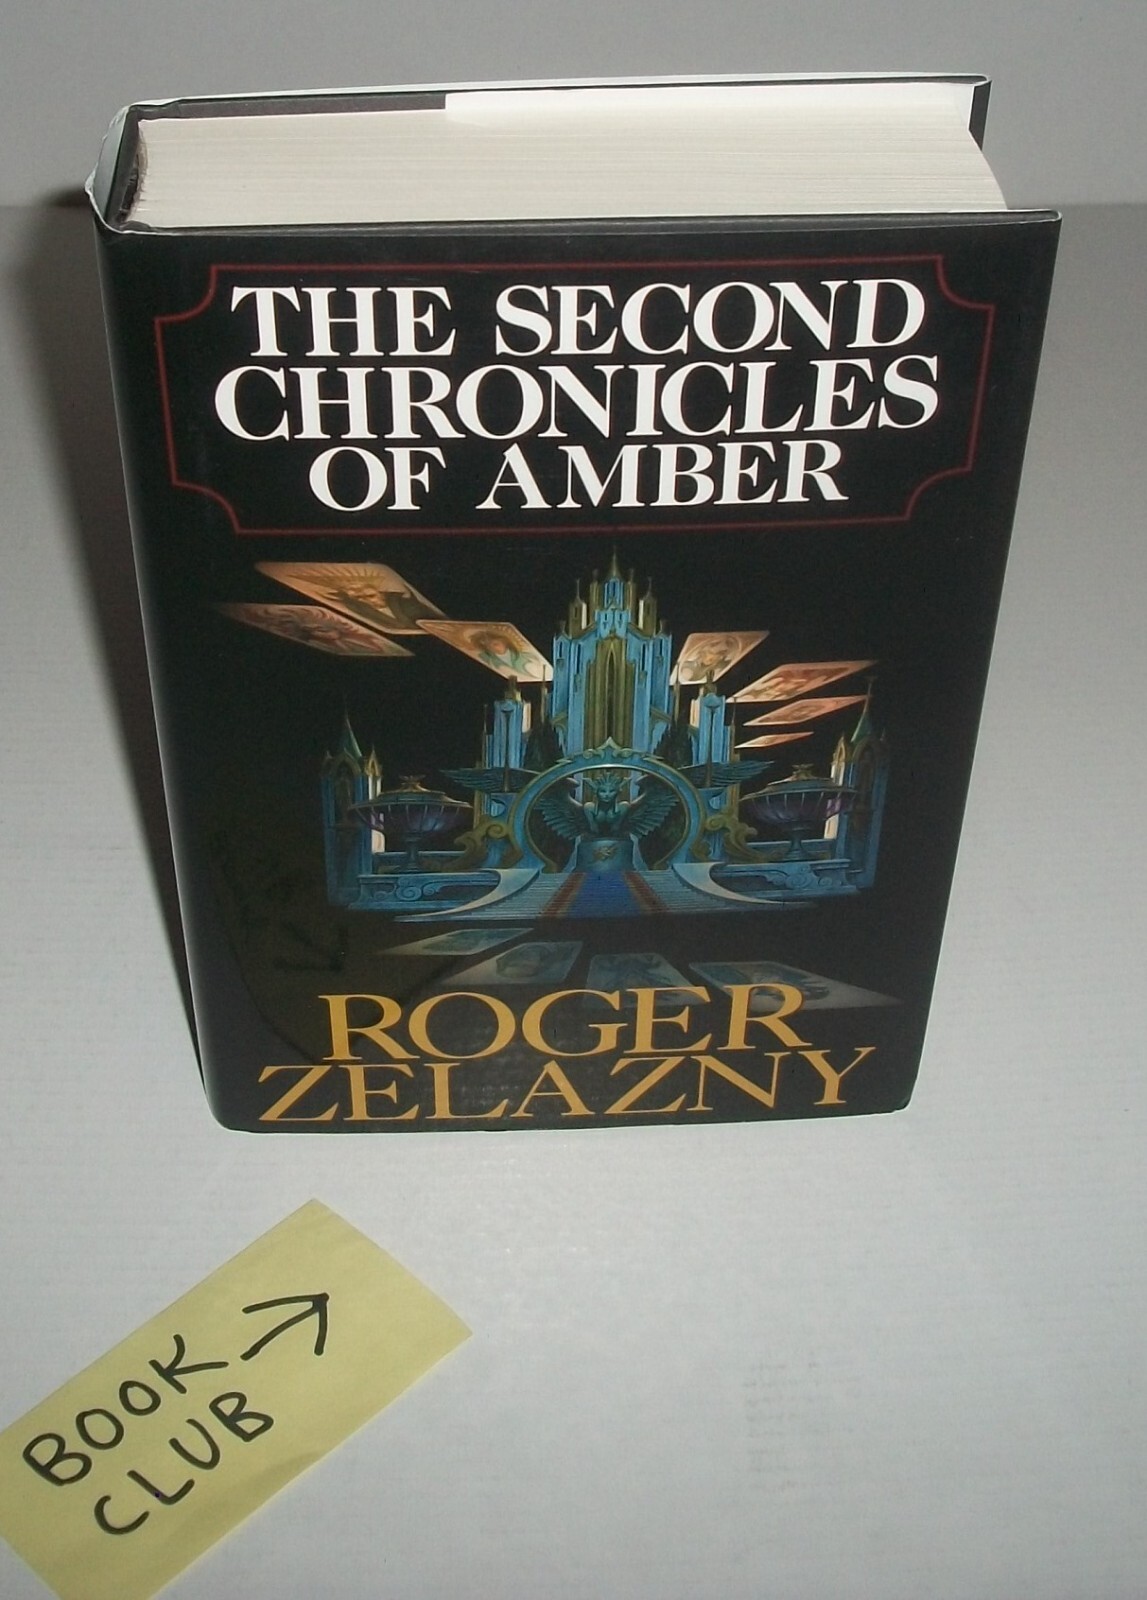 THE SECOND
CHRONICLES
OF AMBER
ROGER
ZELAZNY
BOOK →
CLUB